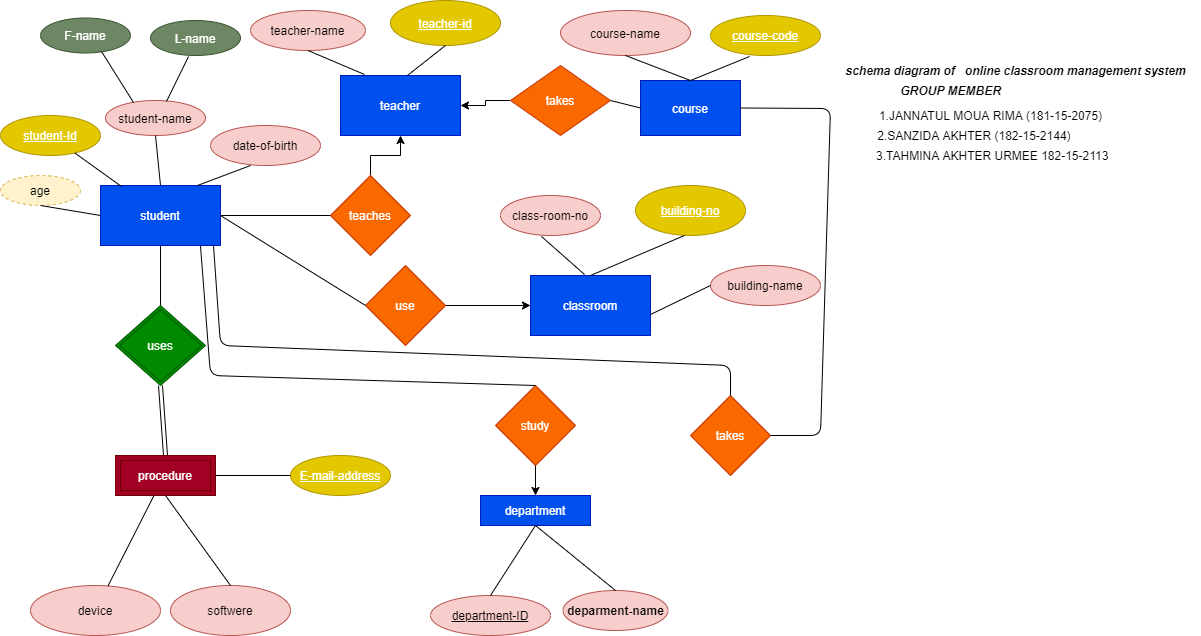 F-name
L-name
teacher-name
teacher-id
course-name
course-code
schema diagram of   online classroom management system
GROUP MEMBER
teacher
takes
course
1.JANNATUL MOUA RIMA (181-15-2075)
2.SANZIDA AKHTER (182-15-2144)
3.TAHMINA AKHTER URMEE 182-15-2113
student-name
student-Id
date-of-birth
age
student
teaches
class-room-no
building-no
building-name
use
classroom
uses
study
takes
procedure
E-mail-address
department
device
softwere
department-ID
deparment-name